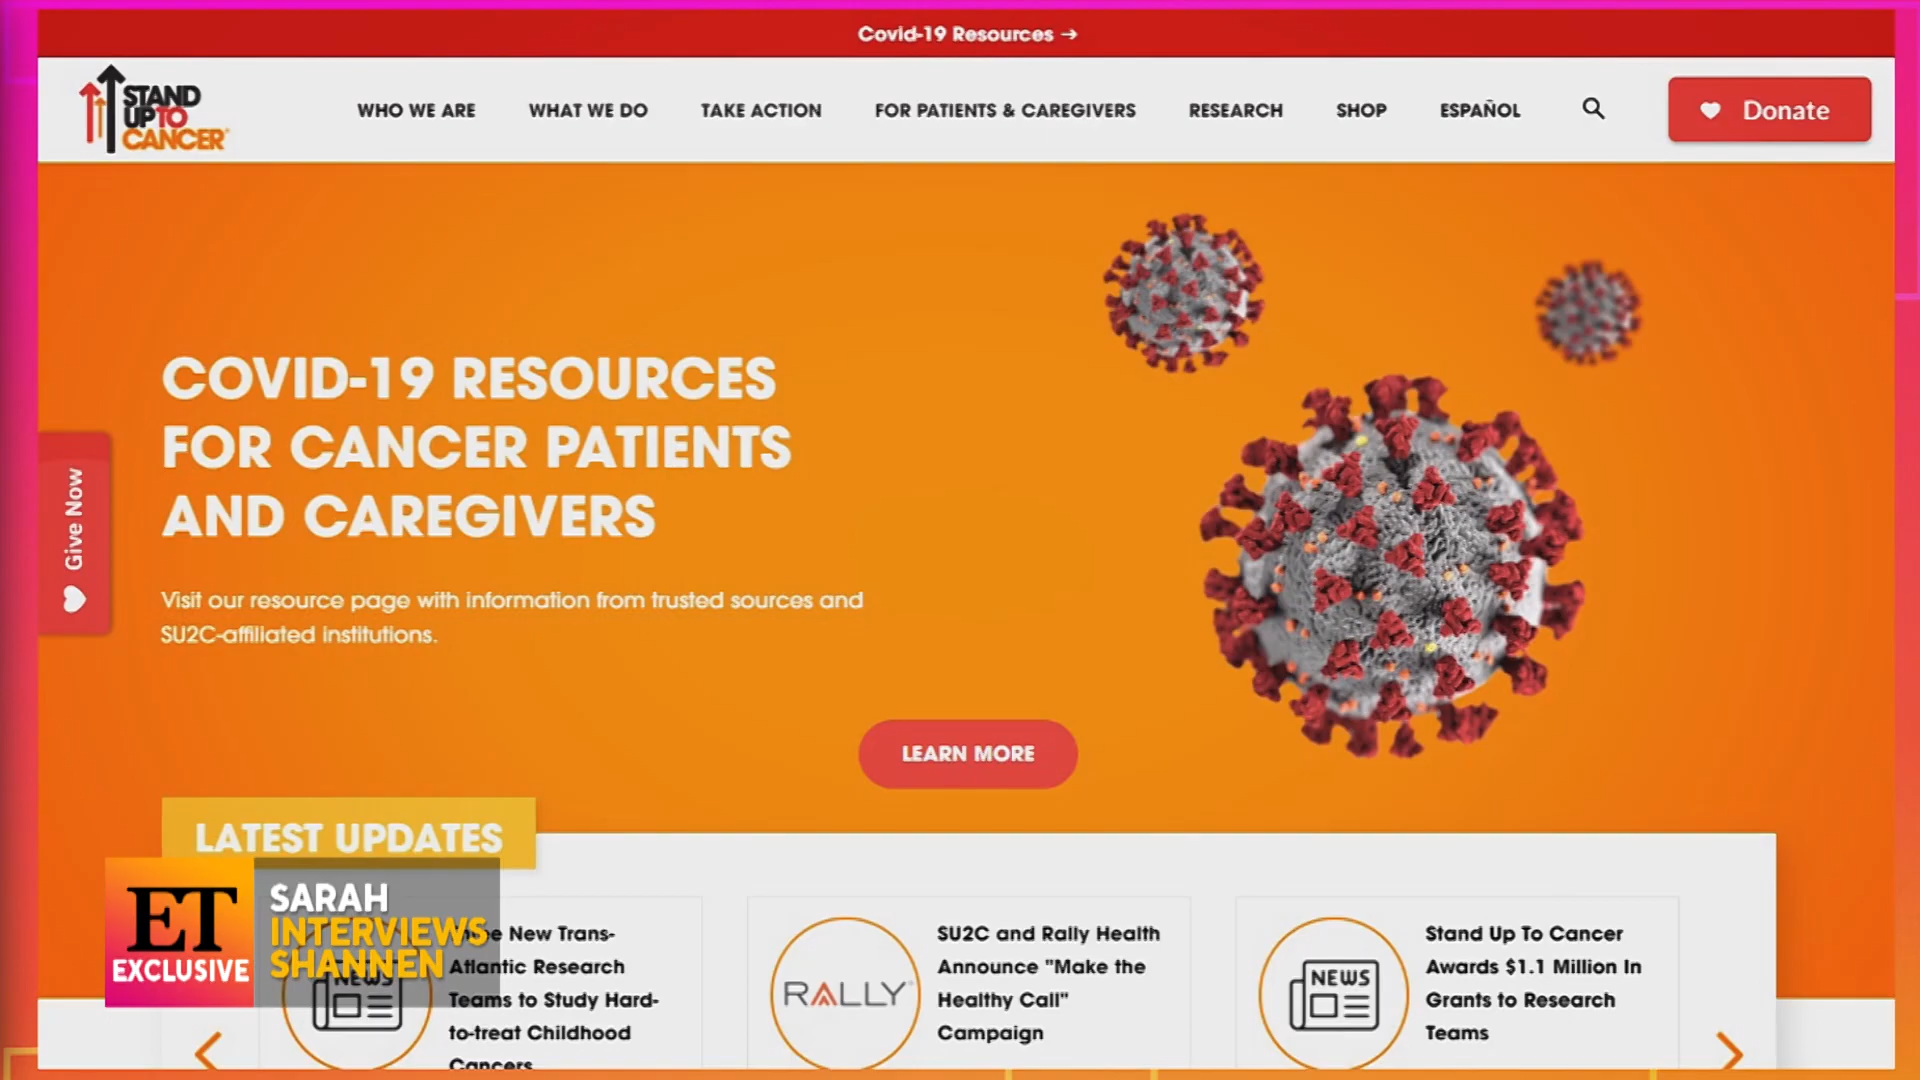 Covid-19 Resources →
STAND
UP TO
CANCER
WHO WE ARE
WHAT WE DO
TAKE ACTION
FOR PATIENTS & CAREGIVERS
RESEARCH
SHOP
ESPAÑOL
Donate
COVID-19 RESOURCES
FOR CANCER PATIENTS
AND CAREGIVERS
Give Now
Visit our resource page with information from trusted sources and
SU2C-affiliated institutions.
LEARN MORE
LATEST UPDATES
ET
EXCLUSIVE
SARAH
INTERVIEWS
SHANNEN
NEWS
New Trans-
Atlantic Research
Teams to Study Hard-
to-treat Childhood
Cancers
RALLY
SU2C and Rally Health
Announce "Make the
Healthy Call"
Campaign
NEWS
Stand Up To Cancer
Awards $1.1 Million In
Grants to Research
Teams